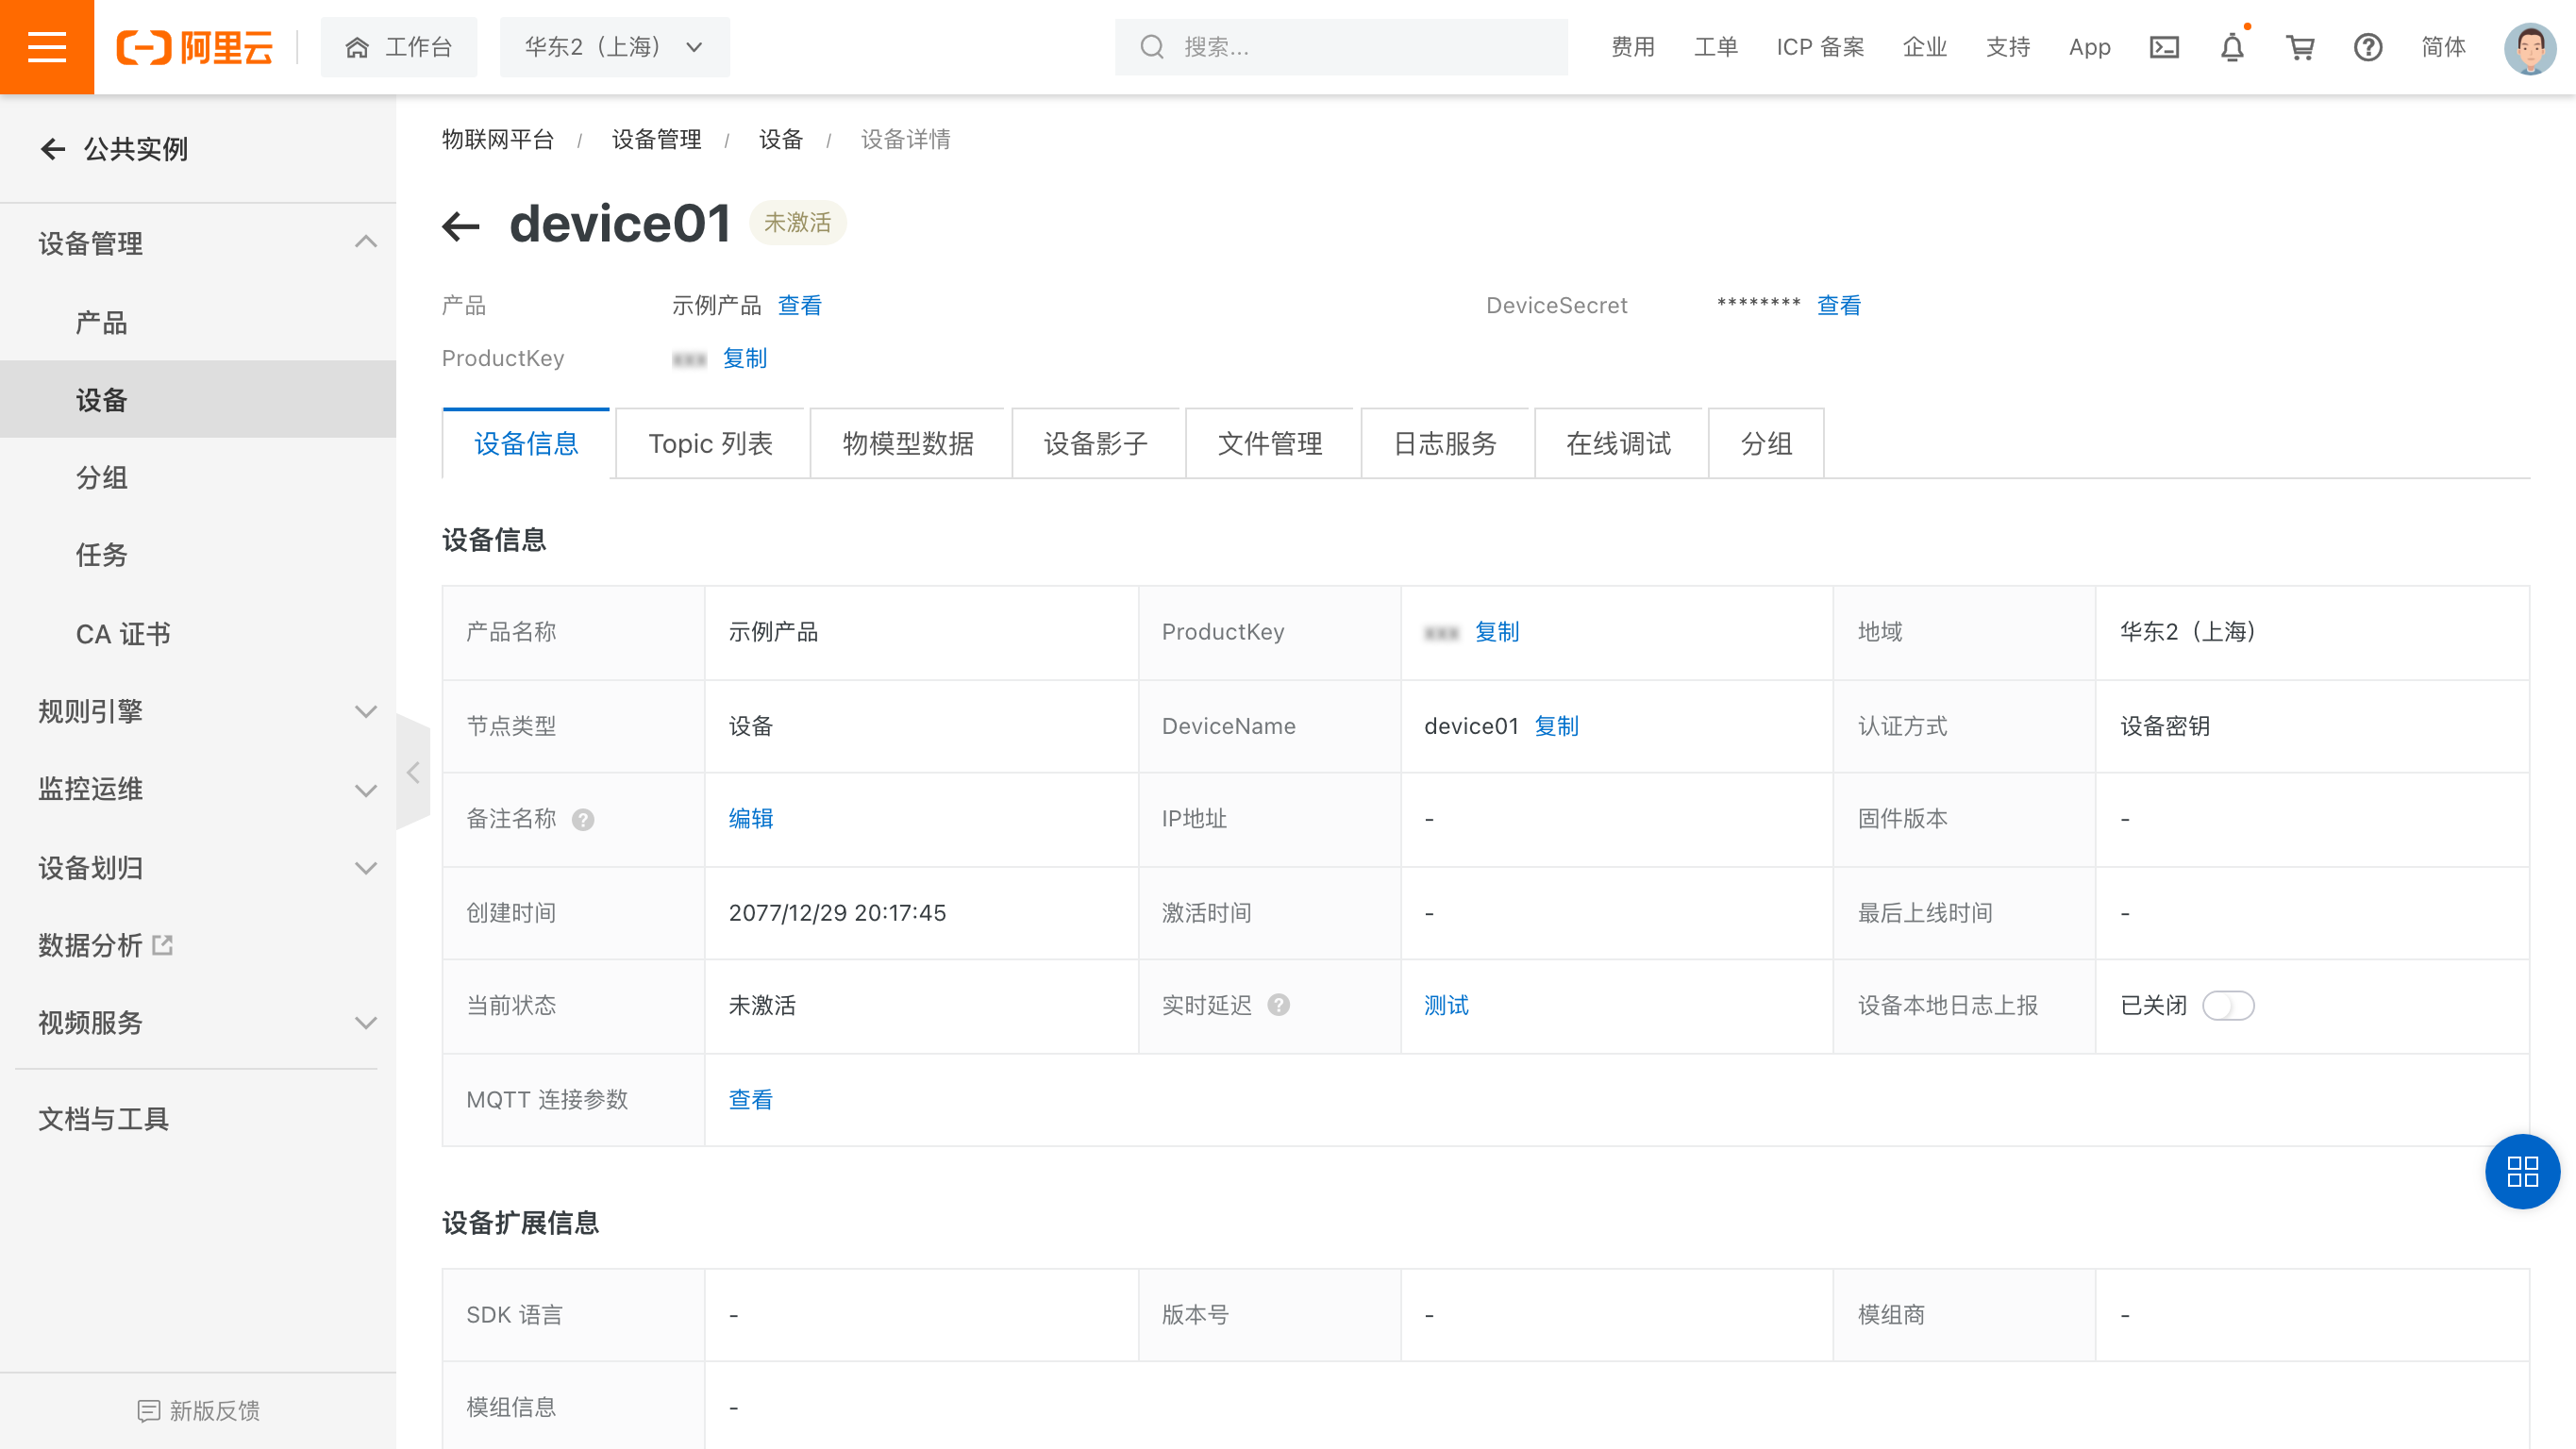 阿里云
工作台
华东2（上海）
搜索...
费用 工单 ICP 备案 企业 支持 App 简体
公共实例
设备管理
产品
设备
分组
任务
CA 证书
规则引擎
监控运维
设备划归
数据分析
视频服务
文档与工具
新版反馈
物联网平台 / 设备管理 / 设备 / 设备详情
device01 未激活
产品 示例产品 查看 DeviceSecret ******** 查看
ProductKey 复制
设备信息 Topic 列表 物模型数据 设备影子 文件管理 日志服务 在线调试 分组
设备信息
产品名称 示例产品 ProductKey 复制 地域 华东2（上海）
节点类型 设备 DeviceName device01 复制 认证方式 设备密钥
备注名称 编辑 IP地址 - 固件版本 -
创建时间 2077/12/29 20:17:45 激活时间 - 最后上线时间 -
当前状态 未激活 实时延迟 测试 设备本地日志上报 已关闭
MQTT 连接参数 查看
设备扩展信息
SDK 语言 - 版本号 - 模组商 -
模组信息 -